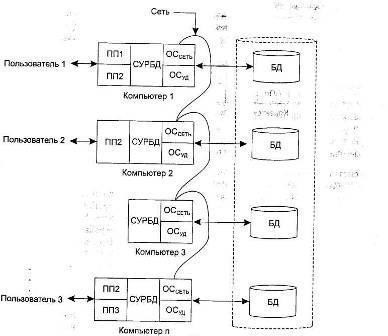 Сеть
Пользователь 1
ПП1
ПП2
СУРБД
ОСсеть
ОСуд
БД
Компьютер 1
Пользователь 2
ПП2
СУРБД
ОСсеть
ОСуд
БД
Компьютер 2
СУРБД
ОСсеть
ОСуд
БД
Компьютер 3
Пользователь 3
ПП2
ПП3
СУРБД
ОСсеть
ОСуд
БД
Компьютер n